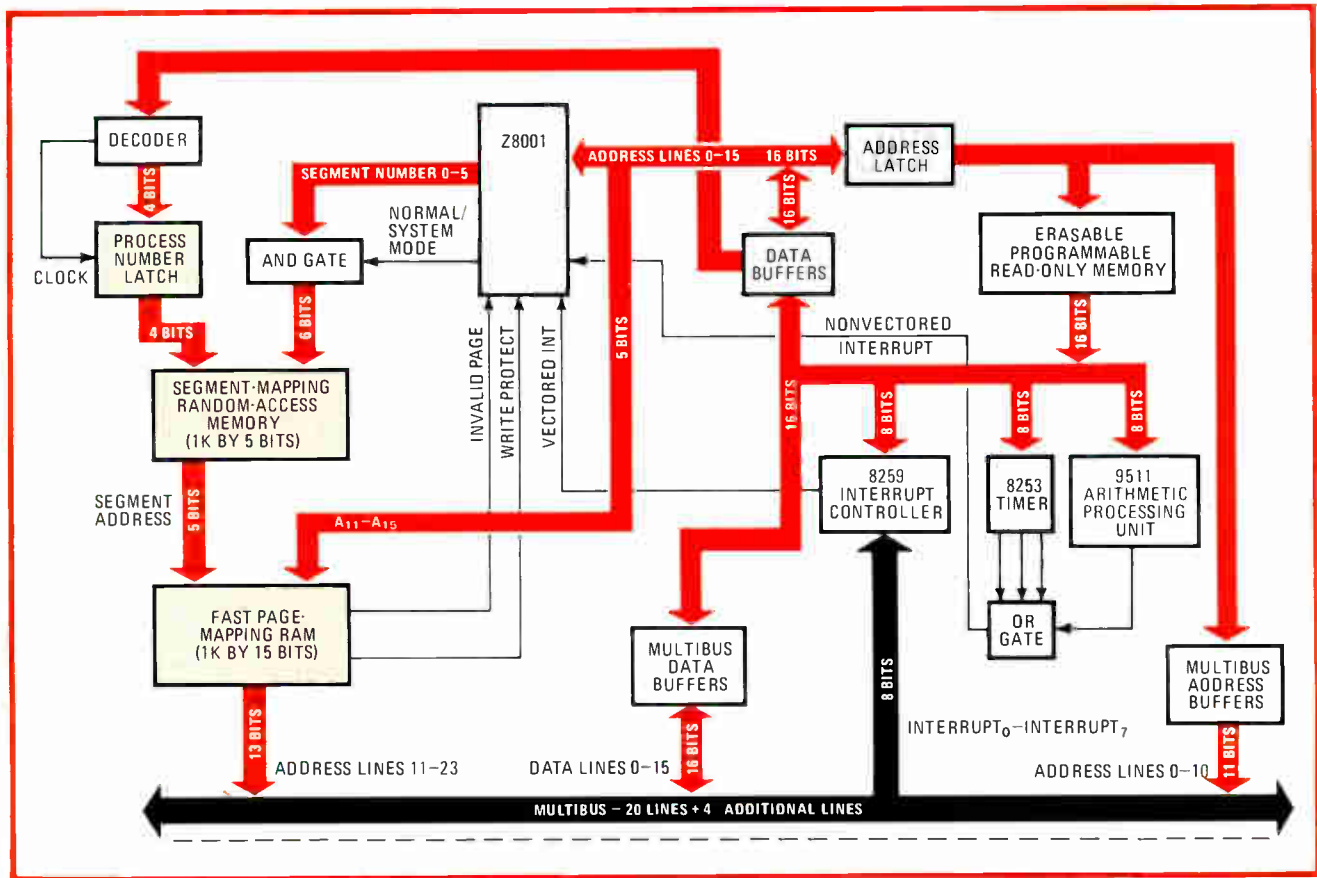 DECODER
4 BITS
PROCESS
NUMBER
LATCH
CLOCK
4 BITS
SEGMENT NUMBER 0–5
NORMAL/
SYSTEM
MODE
AND GATE
6 BITS
SEGMENT-MAPPING
RANDOM-ACCESS
MEMORY
(1K BY 5 BITS)
SEGMENT
ADDRESS
5 BITS
FAST PAGE-
MAPPING RAM
(1K BY 15 BITS)
13 BITS
ADDRESS LINES 11–23
Z8001
INVALID PAGE
WRITE PROTECT
VECTORED INT
5 BITS
A11–A15
ADDRESS LINES 0–15 16 BITS
16 BITS
DATA
BUFFERS
ADDRESS
LATCH
ERASABLE
PROGRAMMABLE
READ-ONLY MEMORY
16 BITS
NONVECTORED
INTERRUPT
16 BITS
8 BITS
8 BITS
8 BITS
8259
INTERRUPT
CONTROLLER
8253
TIMER
9511
ARITHMETIC
PROCESSING
UNIT
OR
GATE
MULTIBUS
DATA
BUFFERS
16 BITS
DATA LINES 0–15
8 BITS
INTERRUPT0–INTERRUPT7
MULTIBUS
ADDRESS
BUFFERS
11 BITS
ADDRESS LINES 0–10
MULTIBUS – 20 LINES + 4 ADDITIONAL LINES